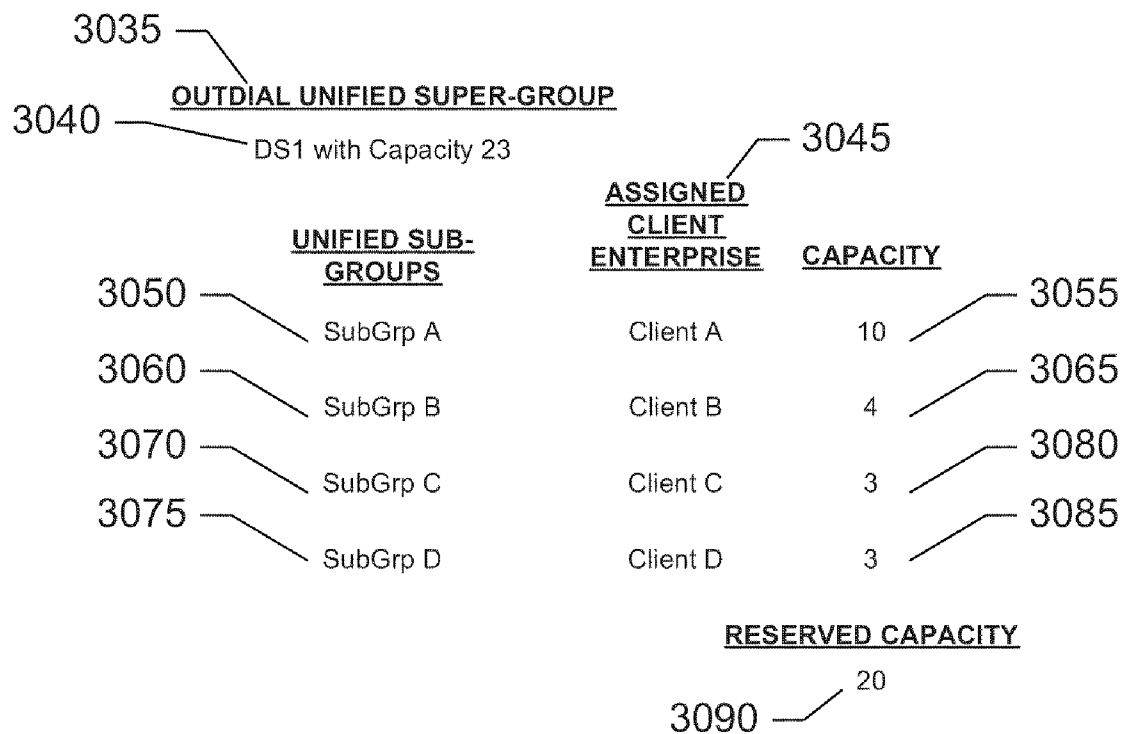 3035
OUTDIAL UNIFIED SUPER-GROUP
3040
DS1 with Capacity 23
3045
ASSIGNED
CLIENT
ENTERPRISE
UNIFIED SUB-
GROUPS
CAPACITY
3050 SubGrp A Client A 10 3055
3060 SubGrp B Client B 4 3065
3070 SubGrp C Client C 3 3080
3075 SubGrp D Client D 3 3085
RESERVED CAPACITY
20
3090